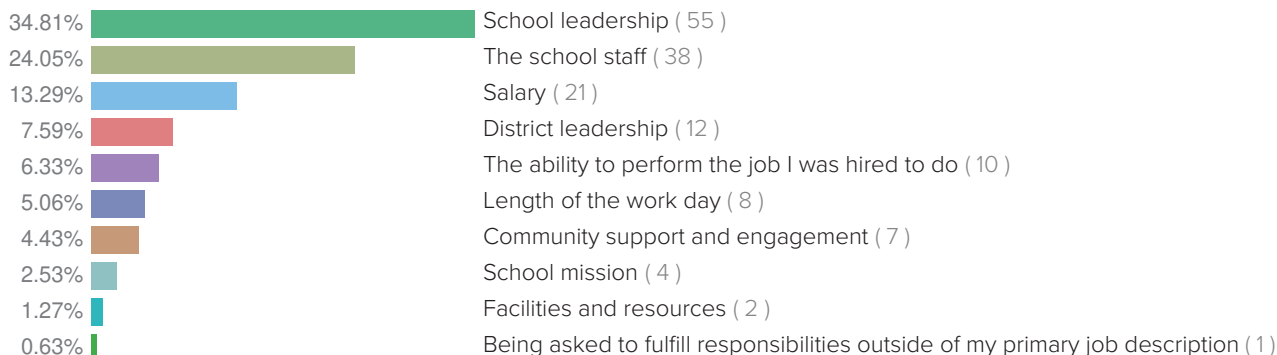 34.81% School leadership ( 55 )
24.05% The school staff ( 38 )
13.29% Salary ( 21 )
7.59% District leadership ( 12 )
6.33% The ability to perform the job I was hired to do ( 10 )
5.06% Length of the work day ( 8 )
4.43% Community support and engagement ( 7 )
2.53% School mission ( 4 )
1.27% Facilities and resources ( 2 )
0.63% Being asked to fulfill responsibilities outside of my primary job description ( 1 )